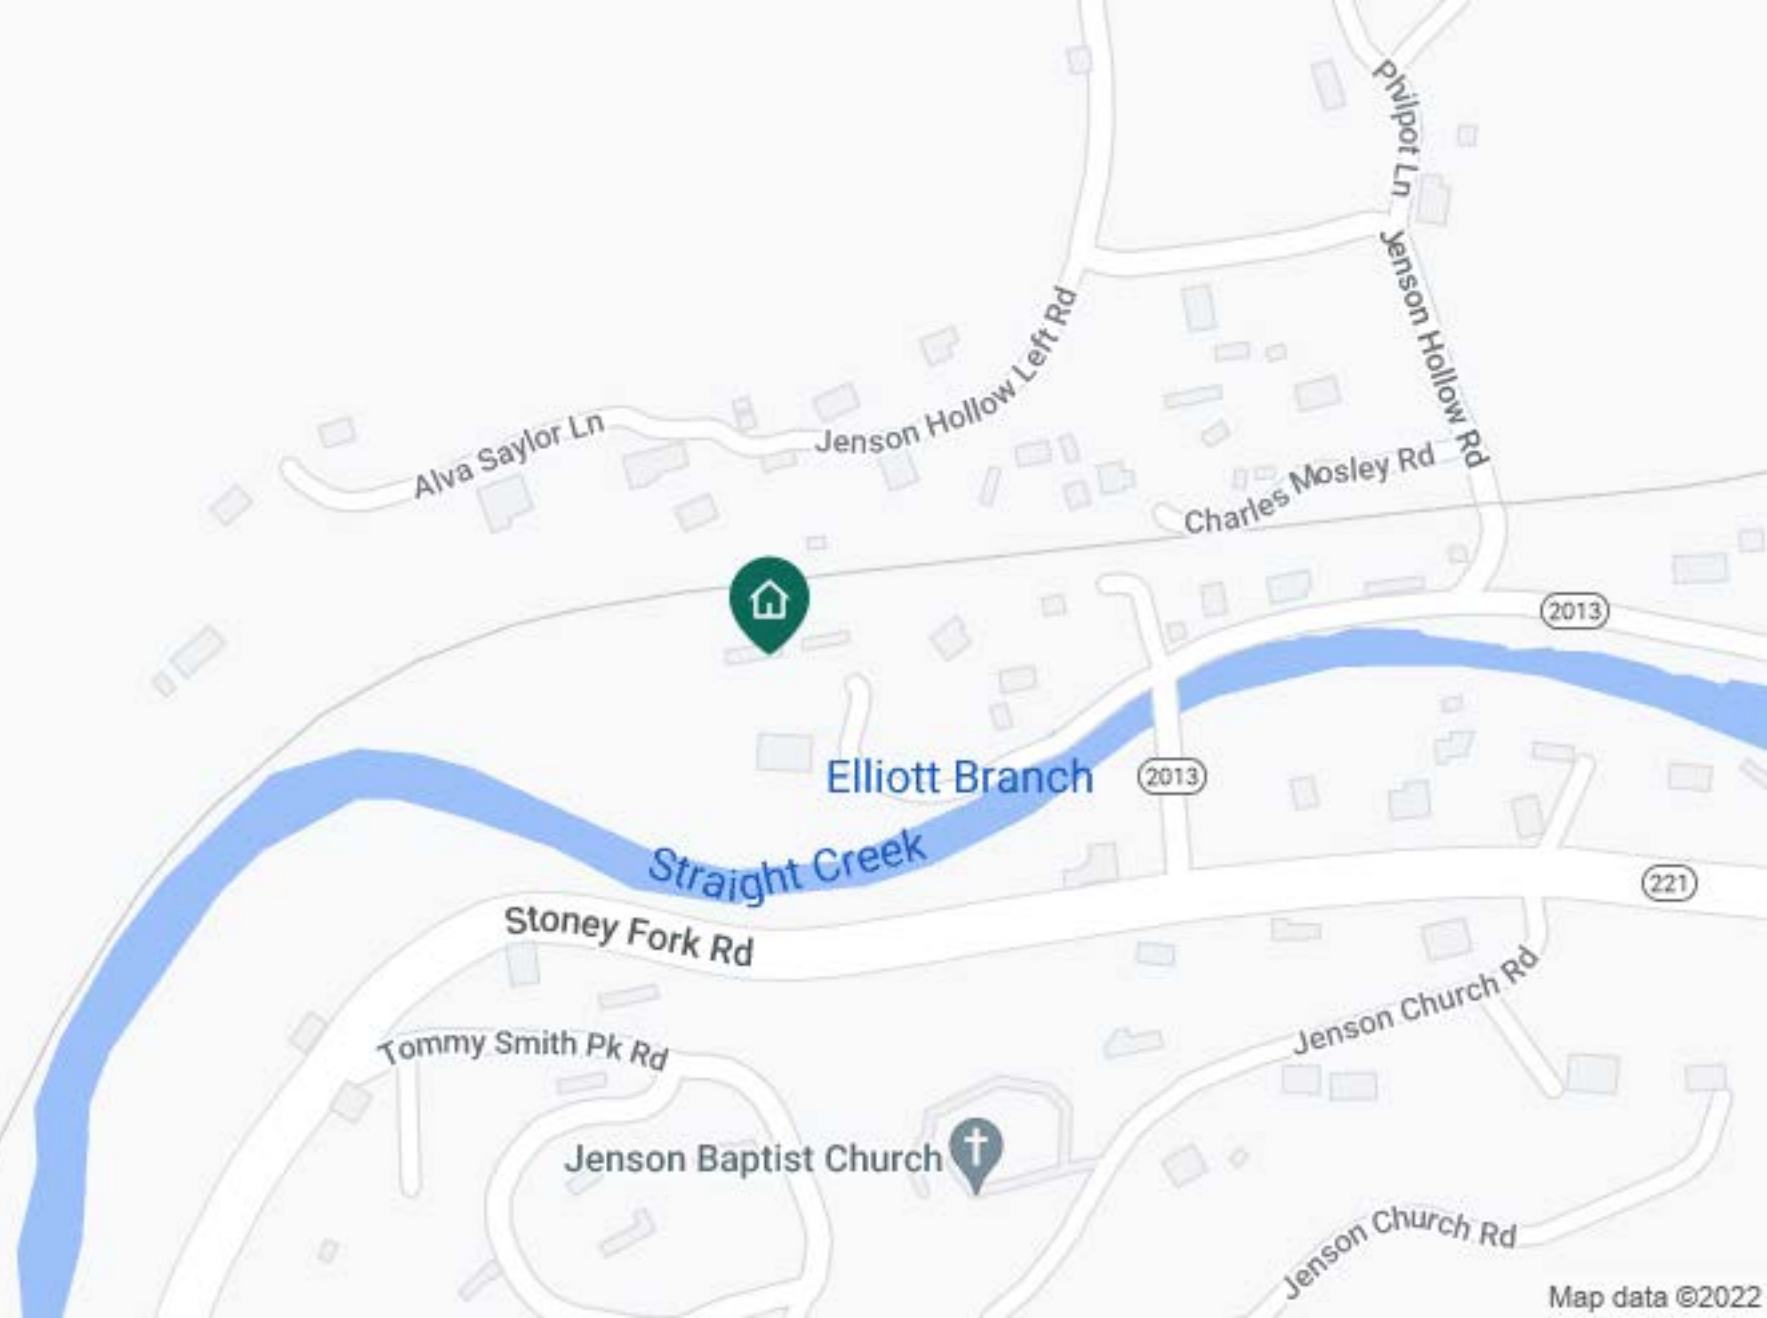 Philpot Ln
Jenson Hollow Rd
Jenson Hollow Left Rd
Alva Saylor Ln
Charles Mosley Rd
2013
Elliott Branch
2013
Straight Creek
221
Stoney Fork Rd
Jenson Church Rd
Tommy Smith Pk Rd
Jenson Baptist Church
Jenson Church Rd
Map data ©2022